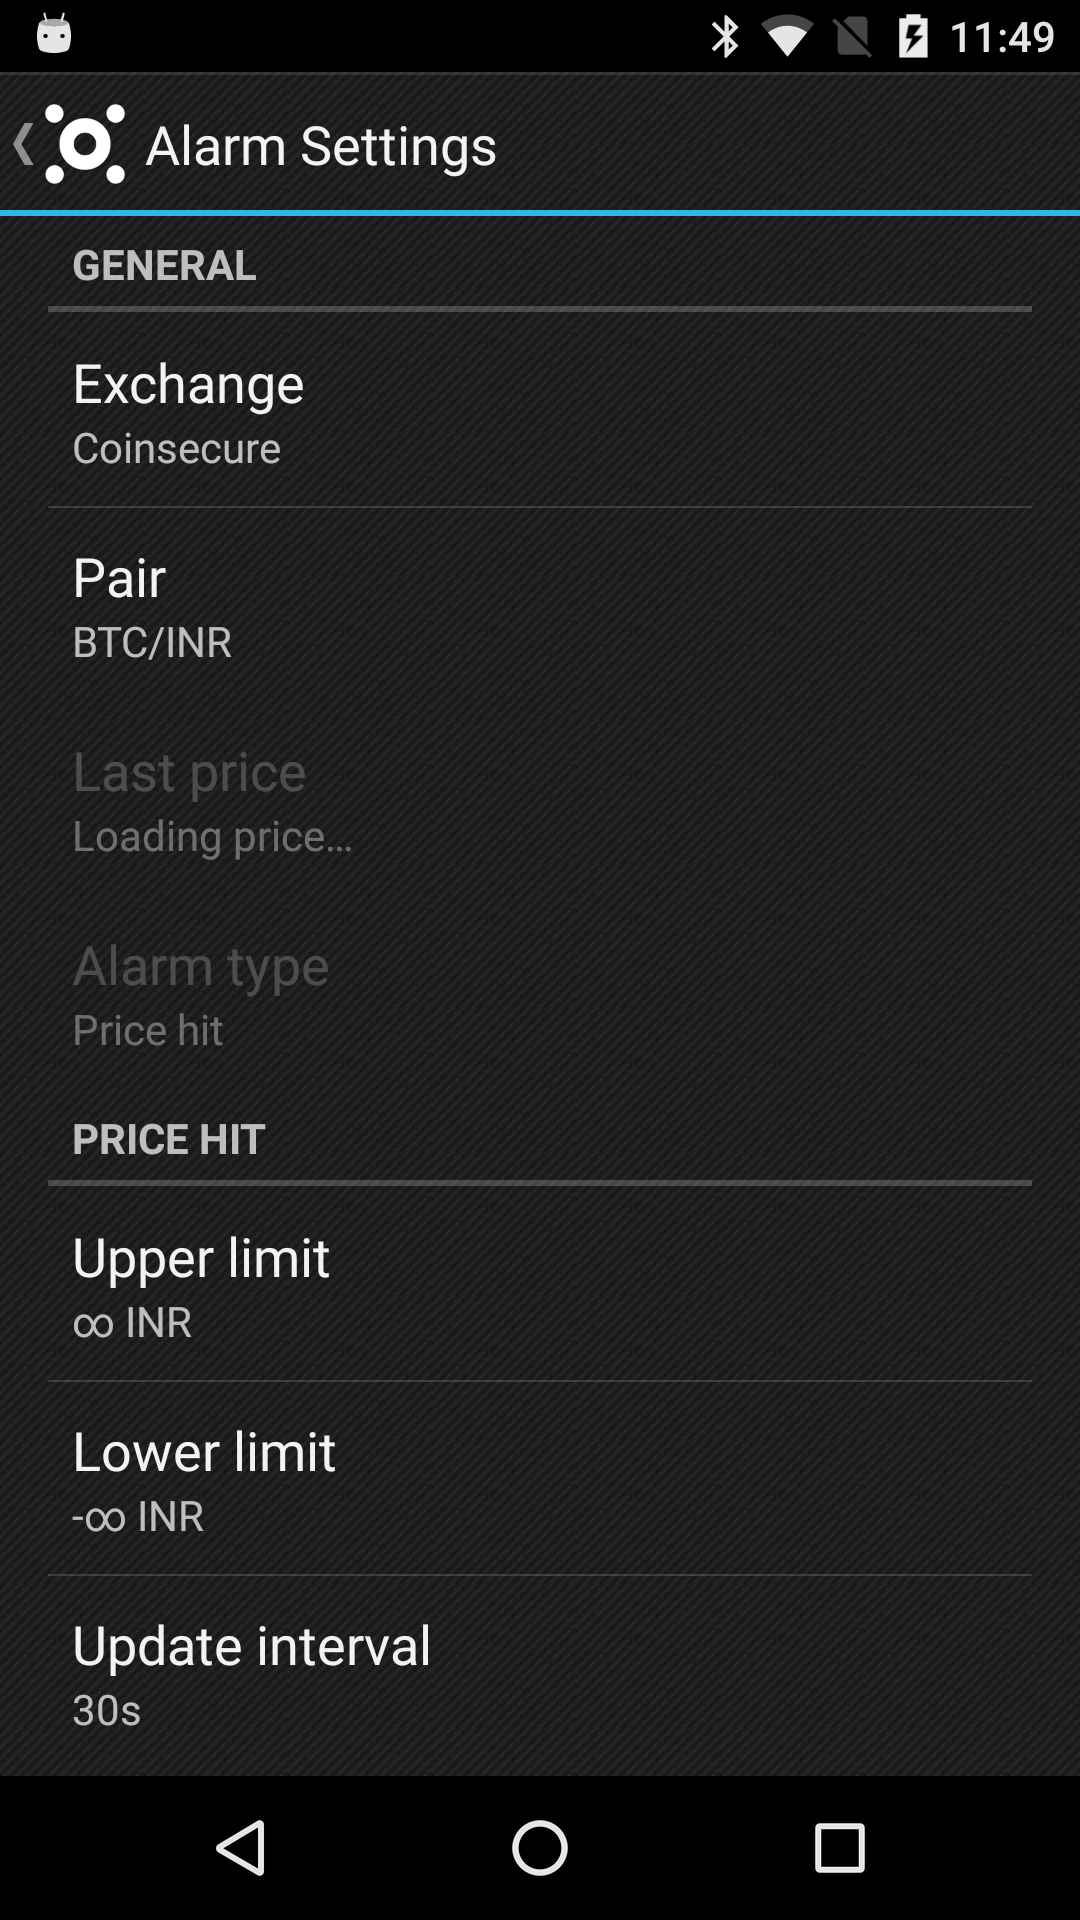 11:49
Alarm Settings
GENERAL
Exchange
Coinsecure
Pair
BTC/INR
Last price
Loading price...
Alarm type
Price hit
PRICE HIT
Upper limit
∞ INR
Lower limit
-∞ INR
Update interval
30s